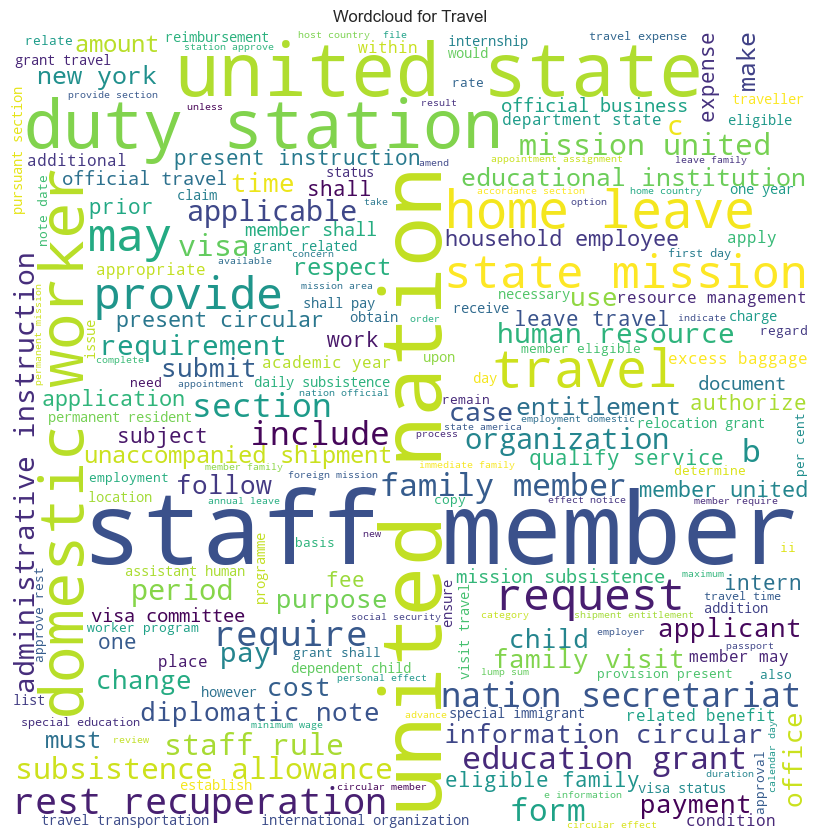 Wordcloud for Travel
host country
file
travel expense
relate
amount
reimbursement
station approve
within
internship
would
united state
expense
make
grant travel
new york
rate
traveller
provide section
unless
result
official business
pursuant section
duty station
department state
c
eligible
additional
present instruction
amend
mission united
appointment assignment
leave family
note date
official travel
time
status
shall
educational institution
claim
take
accordance section
home country
one year
prior
applicable
option
home leave
domestic worker
may
visa
member shall
grant related
united nation
household employee
apply
first day
available
concern
appropriate
respect
state mission
mission area
provide
shall pay
necessary
use
resource management
permanent mission
present circular
obtain
order
receive
leave travel
indicate
charge
issue
requirement
work
upon
human resource
regard
member eligible
complete
submit
academic year
travel
excess baggage
need
appointment
daily subsistence
nation official
day
document
application
section
remain
case
entitlement
authorize
permanent resident
state america
employment domestic
relocation grant
administrative instruction
subject
include
process
organization
b
per cent
unaccompanied shipment
qualify service
member family
immediate family
determine
employment
follow
foreign mission
family member
member united
location
annual leave
copy
effect notice
member require
staff member
new
basis
ii
assistant human
programme
mission subsistence
maximum
intern
approve rest
period
fee
purpose
request
travel time
category
shipment entitlement
addition
visa committee
social security
ensure
worker program
require
child
employer
applicant
one
pay
grant shall
visit travel
passport
place
dependent child
family visit
member may
list
change
however
cost
personal effect
lump sum
provision present
also
nation secretariat
special education
diplomatic note
advance
special immigrant
related benefit
minimum wage
must
review
staff rule
information circular
office
calendar day
subsistence allowance
education grant
approval
establish
eligible family
duration
visa status
rest recuperation
circular member
e information
form
payment
condition
travel transportation
international organization
circular effect